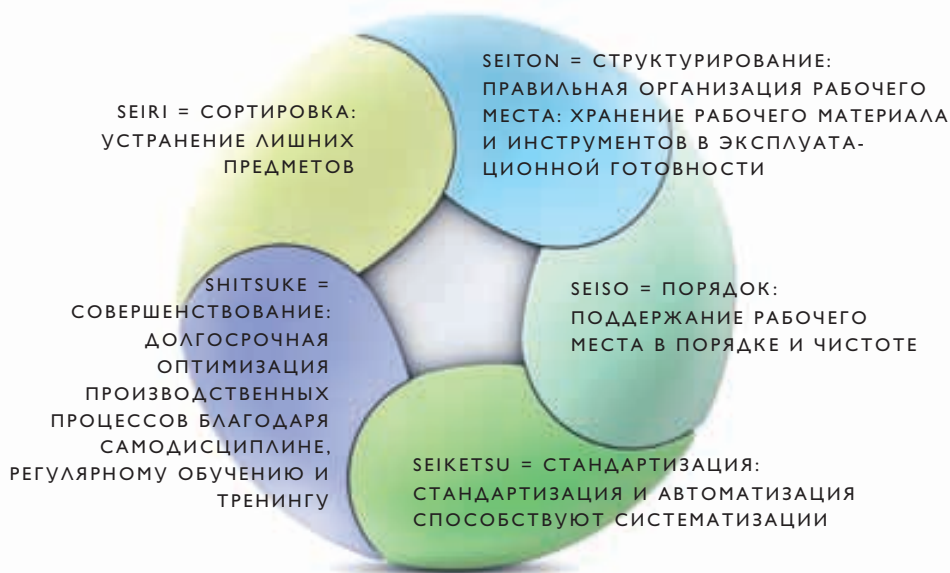 SEIRI = СОРТИРОВКА:
УСТРАНЕНИЕ ЛИШНИХ
ПРЕДМЕТОВ
SEITON = СТРУКТУРИРОВАНИЕ:
ПРАВИЛЬНАЯ ОРГАНИЗАЦИЯ РАБОЧЕГО
МЕСТА: ХРАНЕНИЕ РАБОЧЕГО МАТЕРИАЛА
И ИНСТРУМЕНТОВ В ЭКСПЛУАТА-
ЦИОННОЙ ГОТОВНОСТИ
SEISO = ПОРЯДОК:
ПОДДЕРЖАНИЕ РАБОЧЕГО
МЕСТА В ПОРЯДКЕ И ЧИСТОТЕ
SEIKETSU = СТАНДАРТИЗАЦИЯ:
СТАНДАРТИЗАЦИЯ И АВТОМАТИЗАЦИЯ
СПОСОБСТВУЮТ СИСТЕМАТИЗАЦИИ
SHITSUKE =
СОВЕРШЕНСТВОВАНИЕ:
ДОЛГОСРОЧНАЯ
ОПТИМИЗАЦИЯ
ПРОИЗВОДСТВЕННЫХ
ПРОЦЕССОВ БЛАГОДАРЯ
САМОДИСЦИПЛИНЕ,
РЕГУЛЯРНОМУ ОБУЧЕНИЮ И
ТРЕНИНГУ